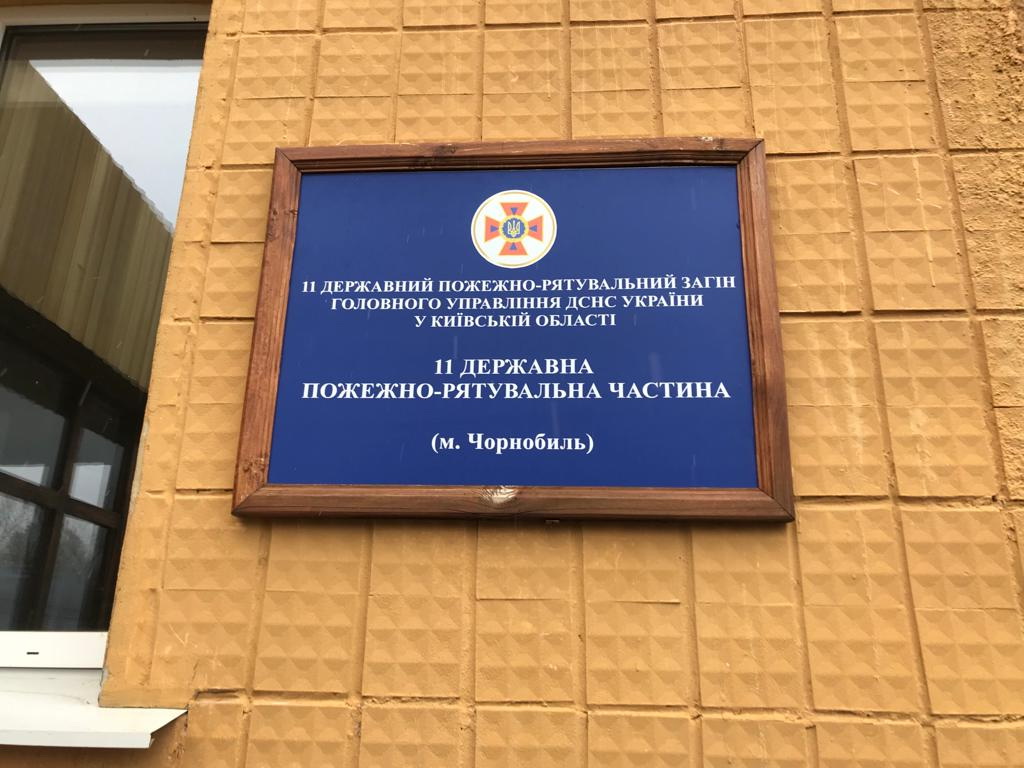 11 ДЕРЖАВНИЙ ПОЖЕЖНО-РЯТУВАЛЬНИЙ ЗАГІН
ГОЛОВНОГО УПРАВЛІННЯ ДСНС УКРАЇНИ
У КИЇВСЬКІЙ ОБЛАСТІ
11 ДЕРЖАВНА
ПОЖЕЖНО-РЯТУВАЛЬНА ЧАСТИНА
(м. Чорнобиль)